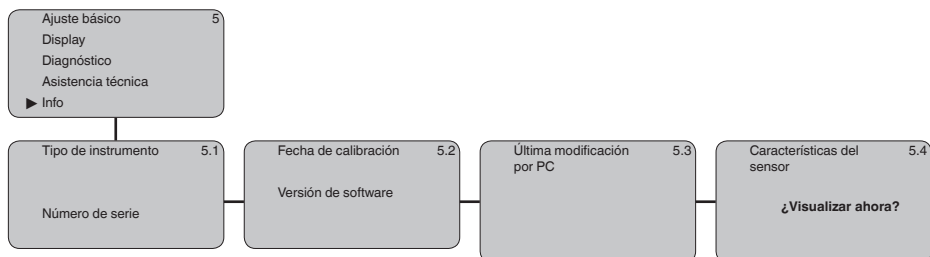 Ajuste básico 5
Display
Diagnóstico
Asistencia técnica
▶ Info
Tipo de instrumento 5.1
Número de serie
Fecha de calibración 5.2
Versión de software
Última modificación 5.3
por PC
Características del 5.4
sensor
¿Visualizar ahora?